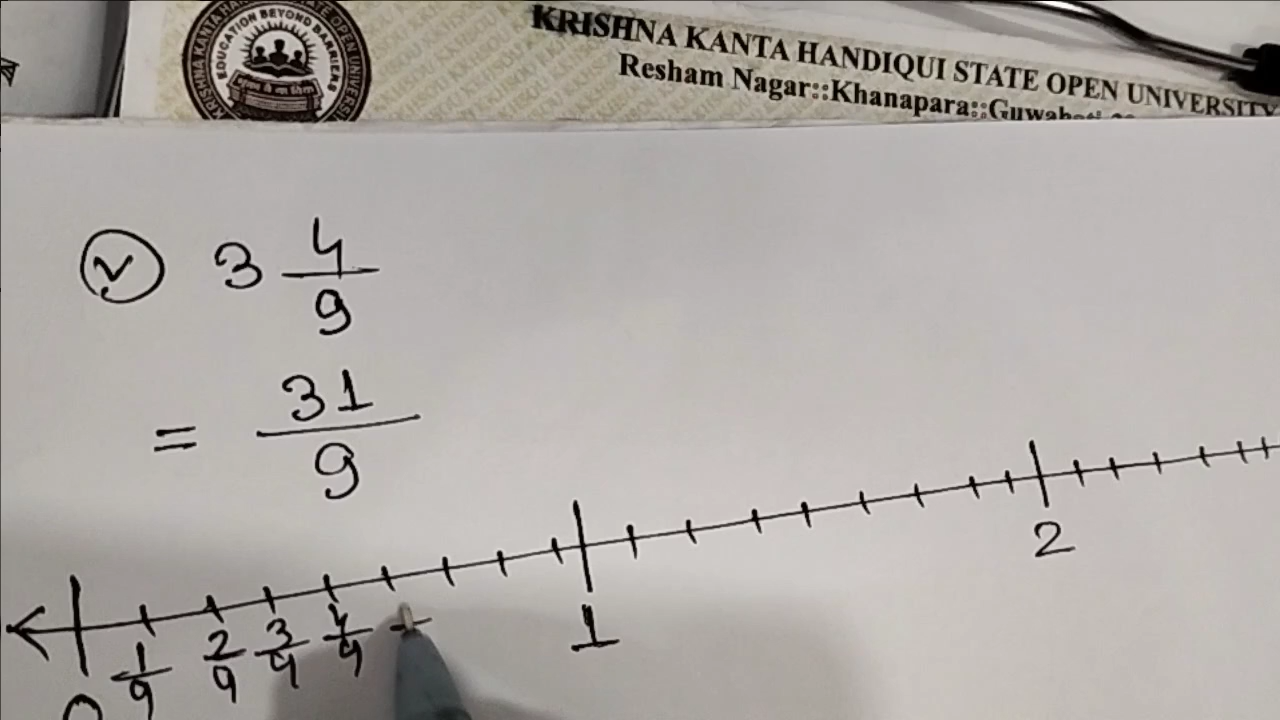 KRISHNA KANTA HANDIQUI STATE OPEN UNIVERSITY
EDUCATION BEYOND BARRIERS
Resham Nagar::Khanapara::Guwahati
v 3 4/9
= 31/9
0 1/9 2/9 3/9 4/9 1 2